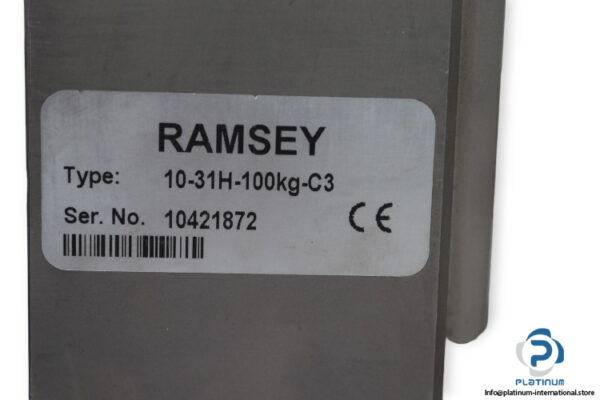 RAMSEY
Type: 10-31H-100kg-C3
Ser. No. 10421872
CE
PLATINUM
Info@platinum-international.store